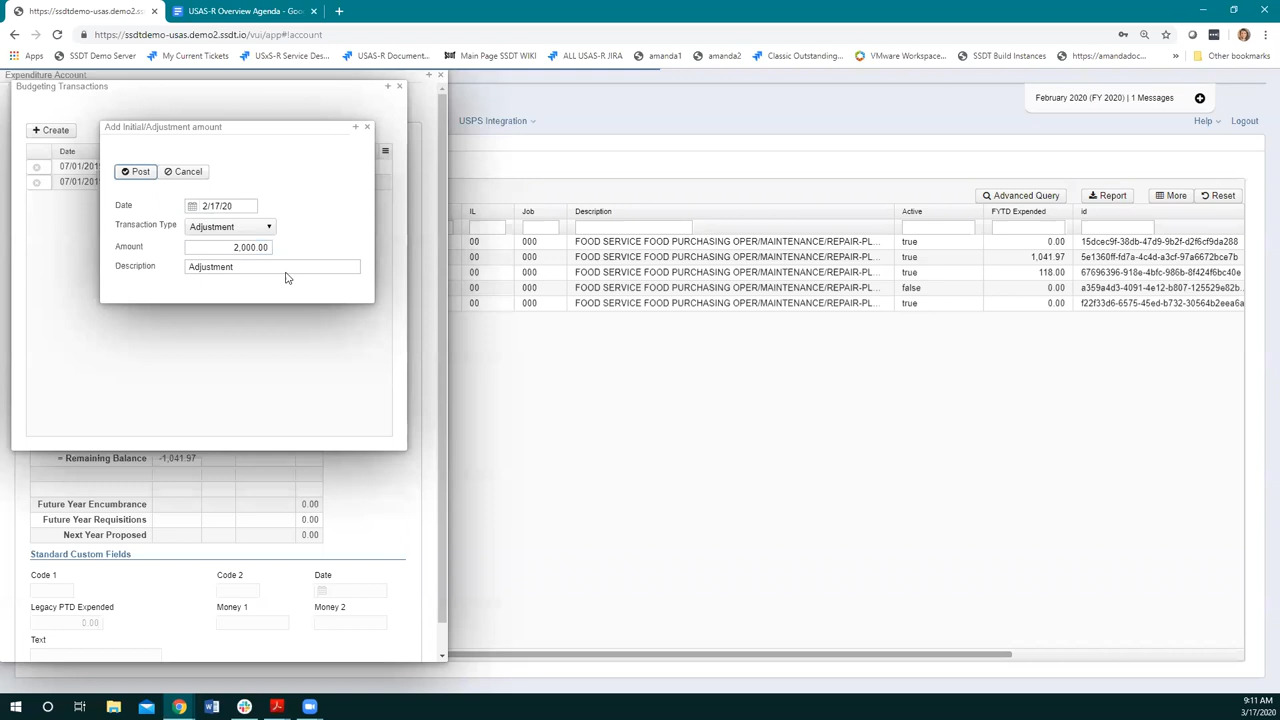 https://ssdtdemo-usas.demo2.ssdt.io/ ×
USAS-R Overview Agenda - Goo ×
https://ssdtdemo-usas.demo2.ssdt.io/vui/app#!account
Apps SSDT Demo Server My Current Tickets USxS-R Service Des... USAS-R Document... Main Page SSDT WIKI ALL USAS-R JIRA amanda1 Classic Outstanding... VMware Workspace... SSDT Build Instances https://amandadoc... Other bookmarks
Expenditure Account
Budgeting Transactions
February 2020 (FY 2020) | 1 Messages
USPS Integration Help Logout
Create
Date
07/01/201
07/01/201
Add Initial/Adjustment amount
Post Cancel
Date 2/17/20
Transaction Type Adjustment
Amount 2,000.00
Description Adjustment
Advanced Query Report More Reset
IL Job Description Active FYTD Expended id
00 000 FOOD SERVICE FOOD PURCHASING OPER/MAINTENANCE/REPAIR-PL... true 0.00 15dcec9f-38db-47d9-9b2f-d2f6cf9da288
00 000 FOOD SERVICE FOOD PURCHASING OPER/MAINTENANCE/REPAIR-PL... true 1,041.97 5e1360ff-fd7a-4c4d-a3cf-97a6672bce7b
00 000 FOOD SERVICE FOOD PURCHASING OPER/MAINTENANCE/REPAIR-PL... true 118.00 67696396-918e-4bfc-986b-8f424f6bc40e
00 000 FOOD SERVICE FOOD PURCHASING OPER/MAINTENANCE/REPAIR-PL... false 0.00 a359a4d3-4091-4e12-b807-125529e82b...
00 000 FOOD SERVICE FOOD PURCHASING OPER/MAINTENANCE/REPAIR-PL... true 0.00 f22f33d6-6575-45ed-b732-30564b2eea6a
= Remaining Balance -1,041.97
Future Year Encumbrance 0.00
Future Year Requisitions 0.00
Next Year Proposed 0.00
Standard Custom Fields
Code 1 Code 2 Date
Legacy PTD Expended Money 1 Money 2
0.00
Text
9:11 AM
3/17/2020